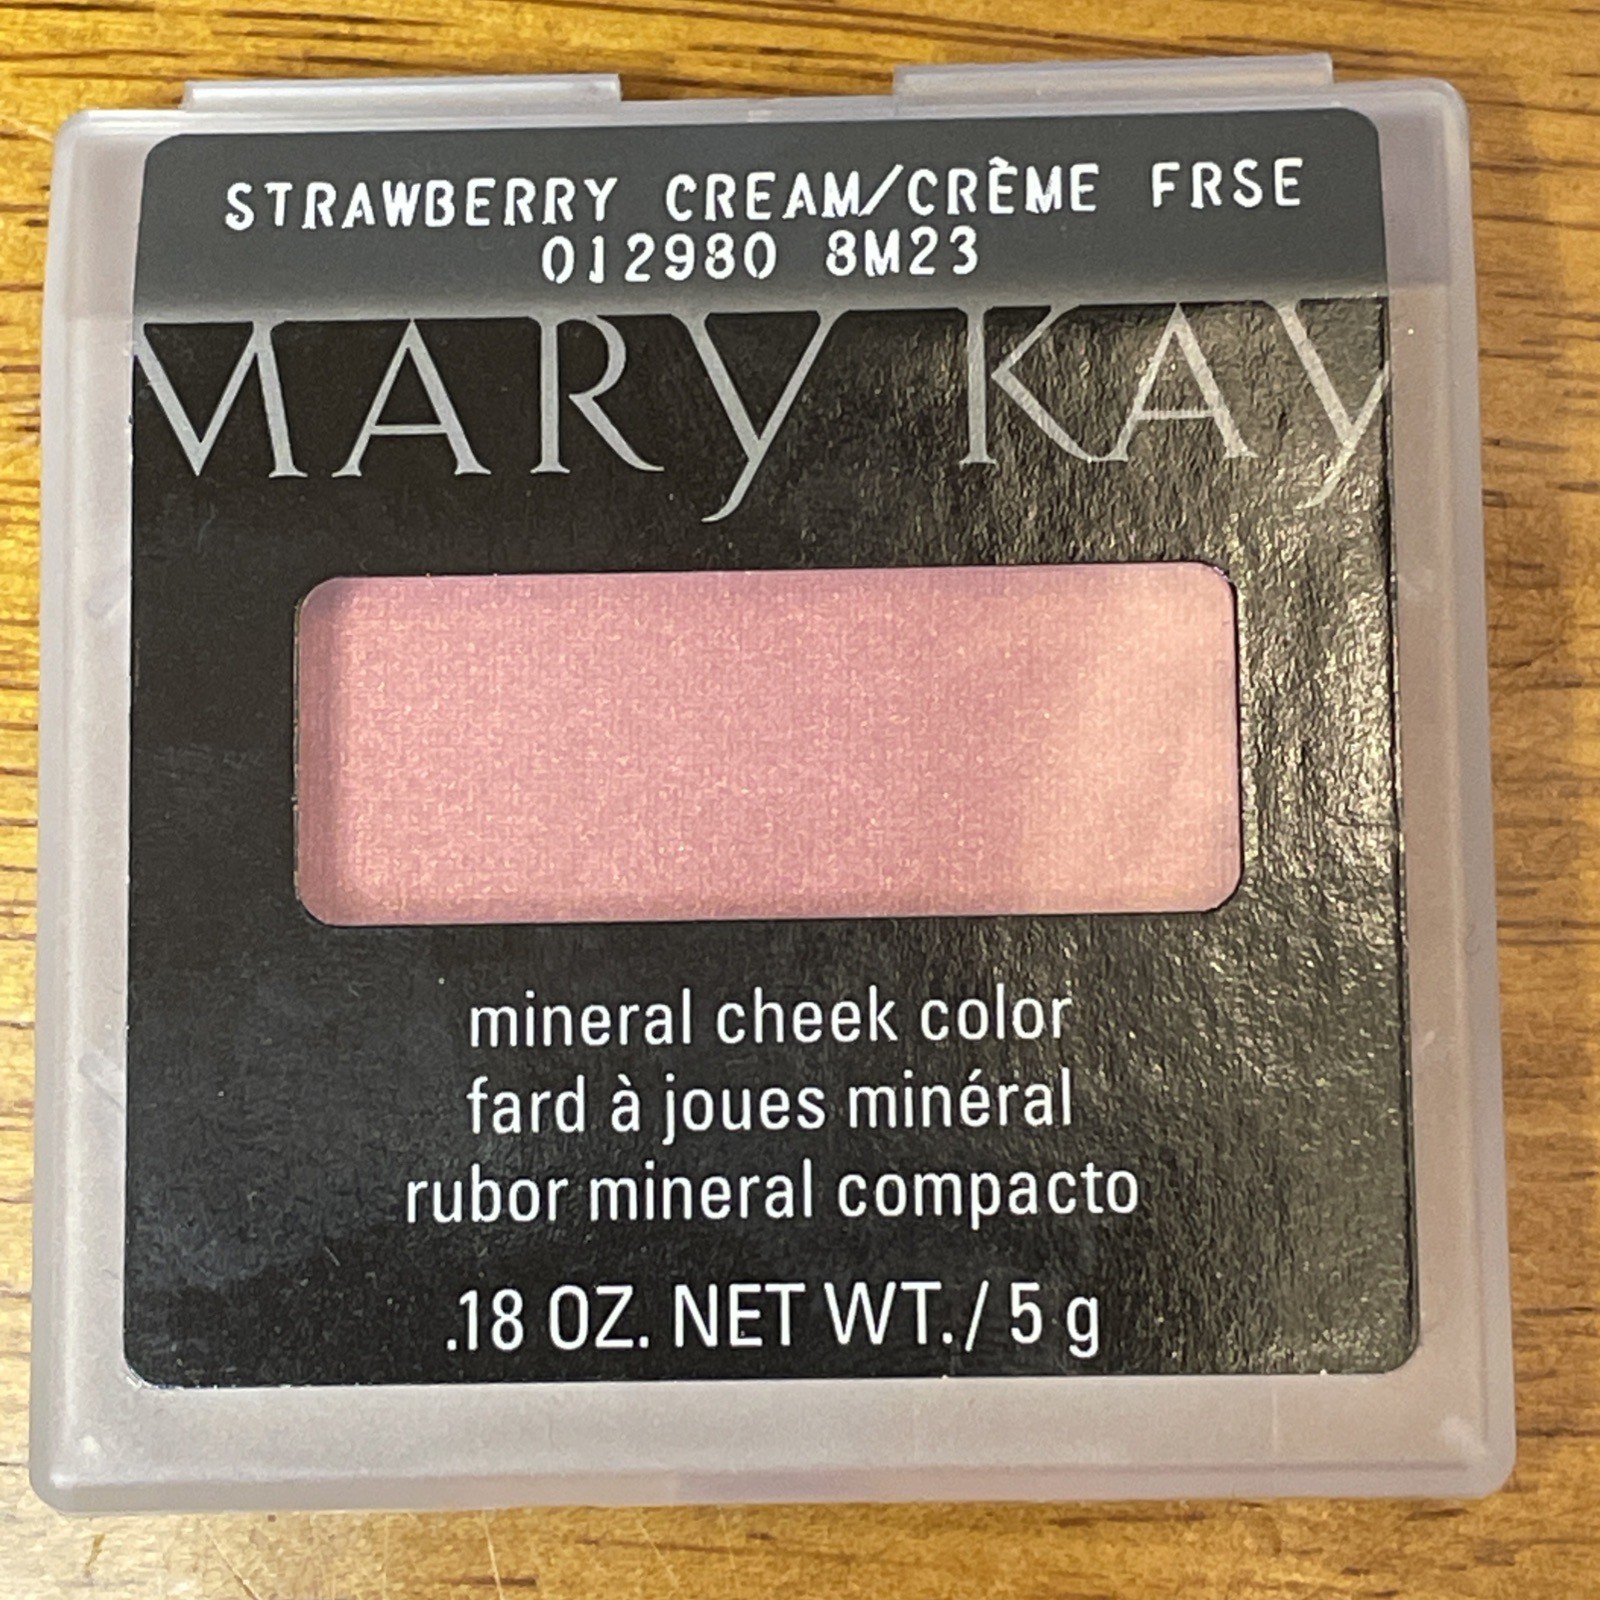 STRAWBERRY CREAM/CRÈME FRSE
012980 8M23
MARY KAY
mineral cheek color
fard à joues minéral
rubor mineral compacto
.18 OZ. NET WT./ 5 g